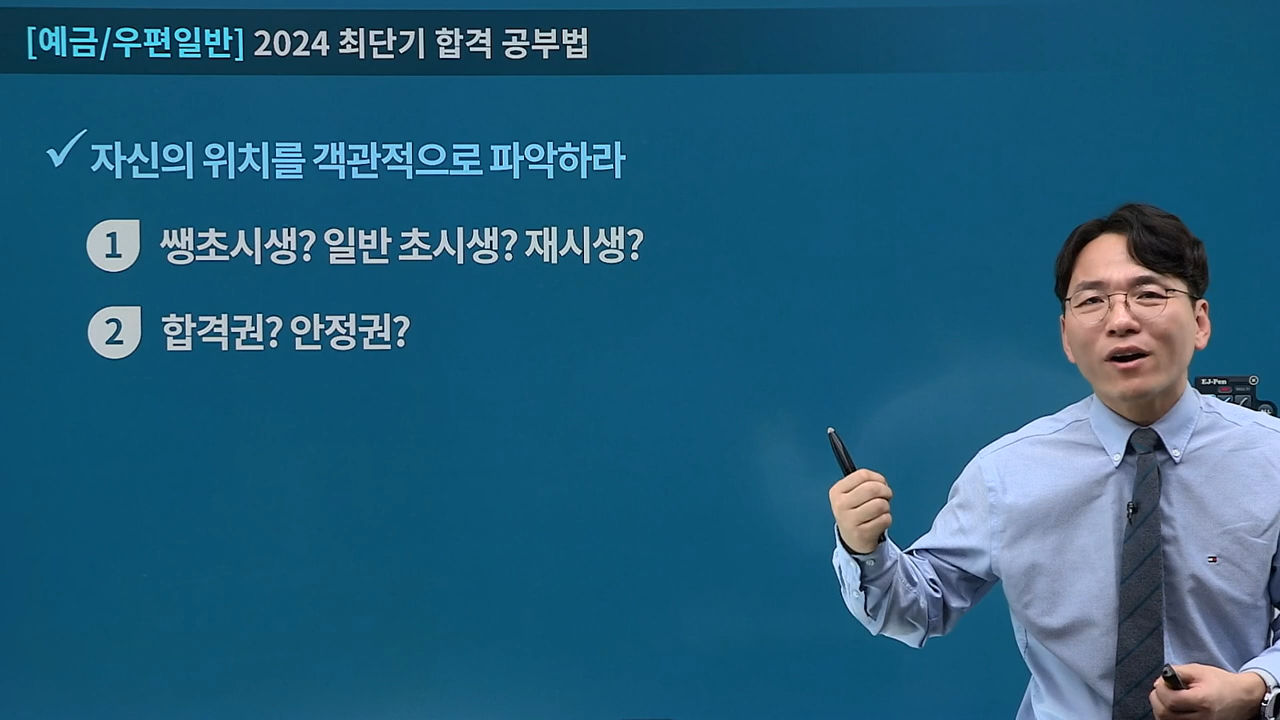 [예금/우편일반] 2024 최단기 합격 공부법
자신의 위치를 객관적으로 파악하라
1 쌩초시생? 일반 초시생? 재시생?
2 합격권? 안정권?
EJ-Pen